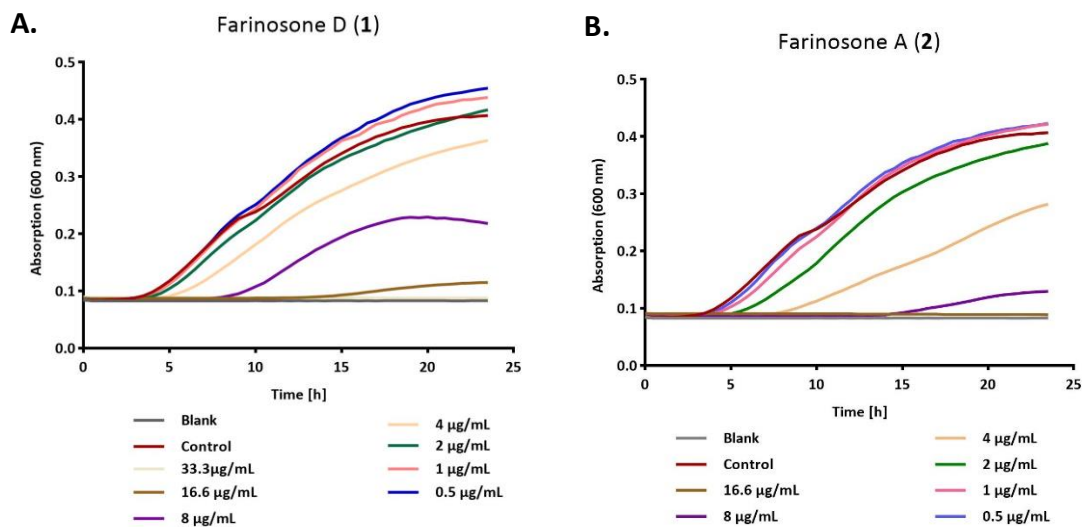 A.
Farinosone D (1)
Absorption (600 nm)
0.5
0.4
0.3
0.2
0.1
0.0
0
5
10
15
20
25
Time [h]
Blank
Control
33.3µg/mL
16.6 µg/mL
8 µg/mL
4 µg/mL
2 µg/mL
1 µg/mL
0.5 µg/mL
B.
Farinosone A (2)
Absorption (600 nm)
0.5
0.4
0.3
0.2
0.1
0.0
0
5
10
15
20
25
Time [h]
Blank
Control
16.6 µg/mL
8 µg/mL
4 µg/mL
2 µg/mL
1 µg/mL
0.5 µg/mL